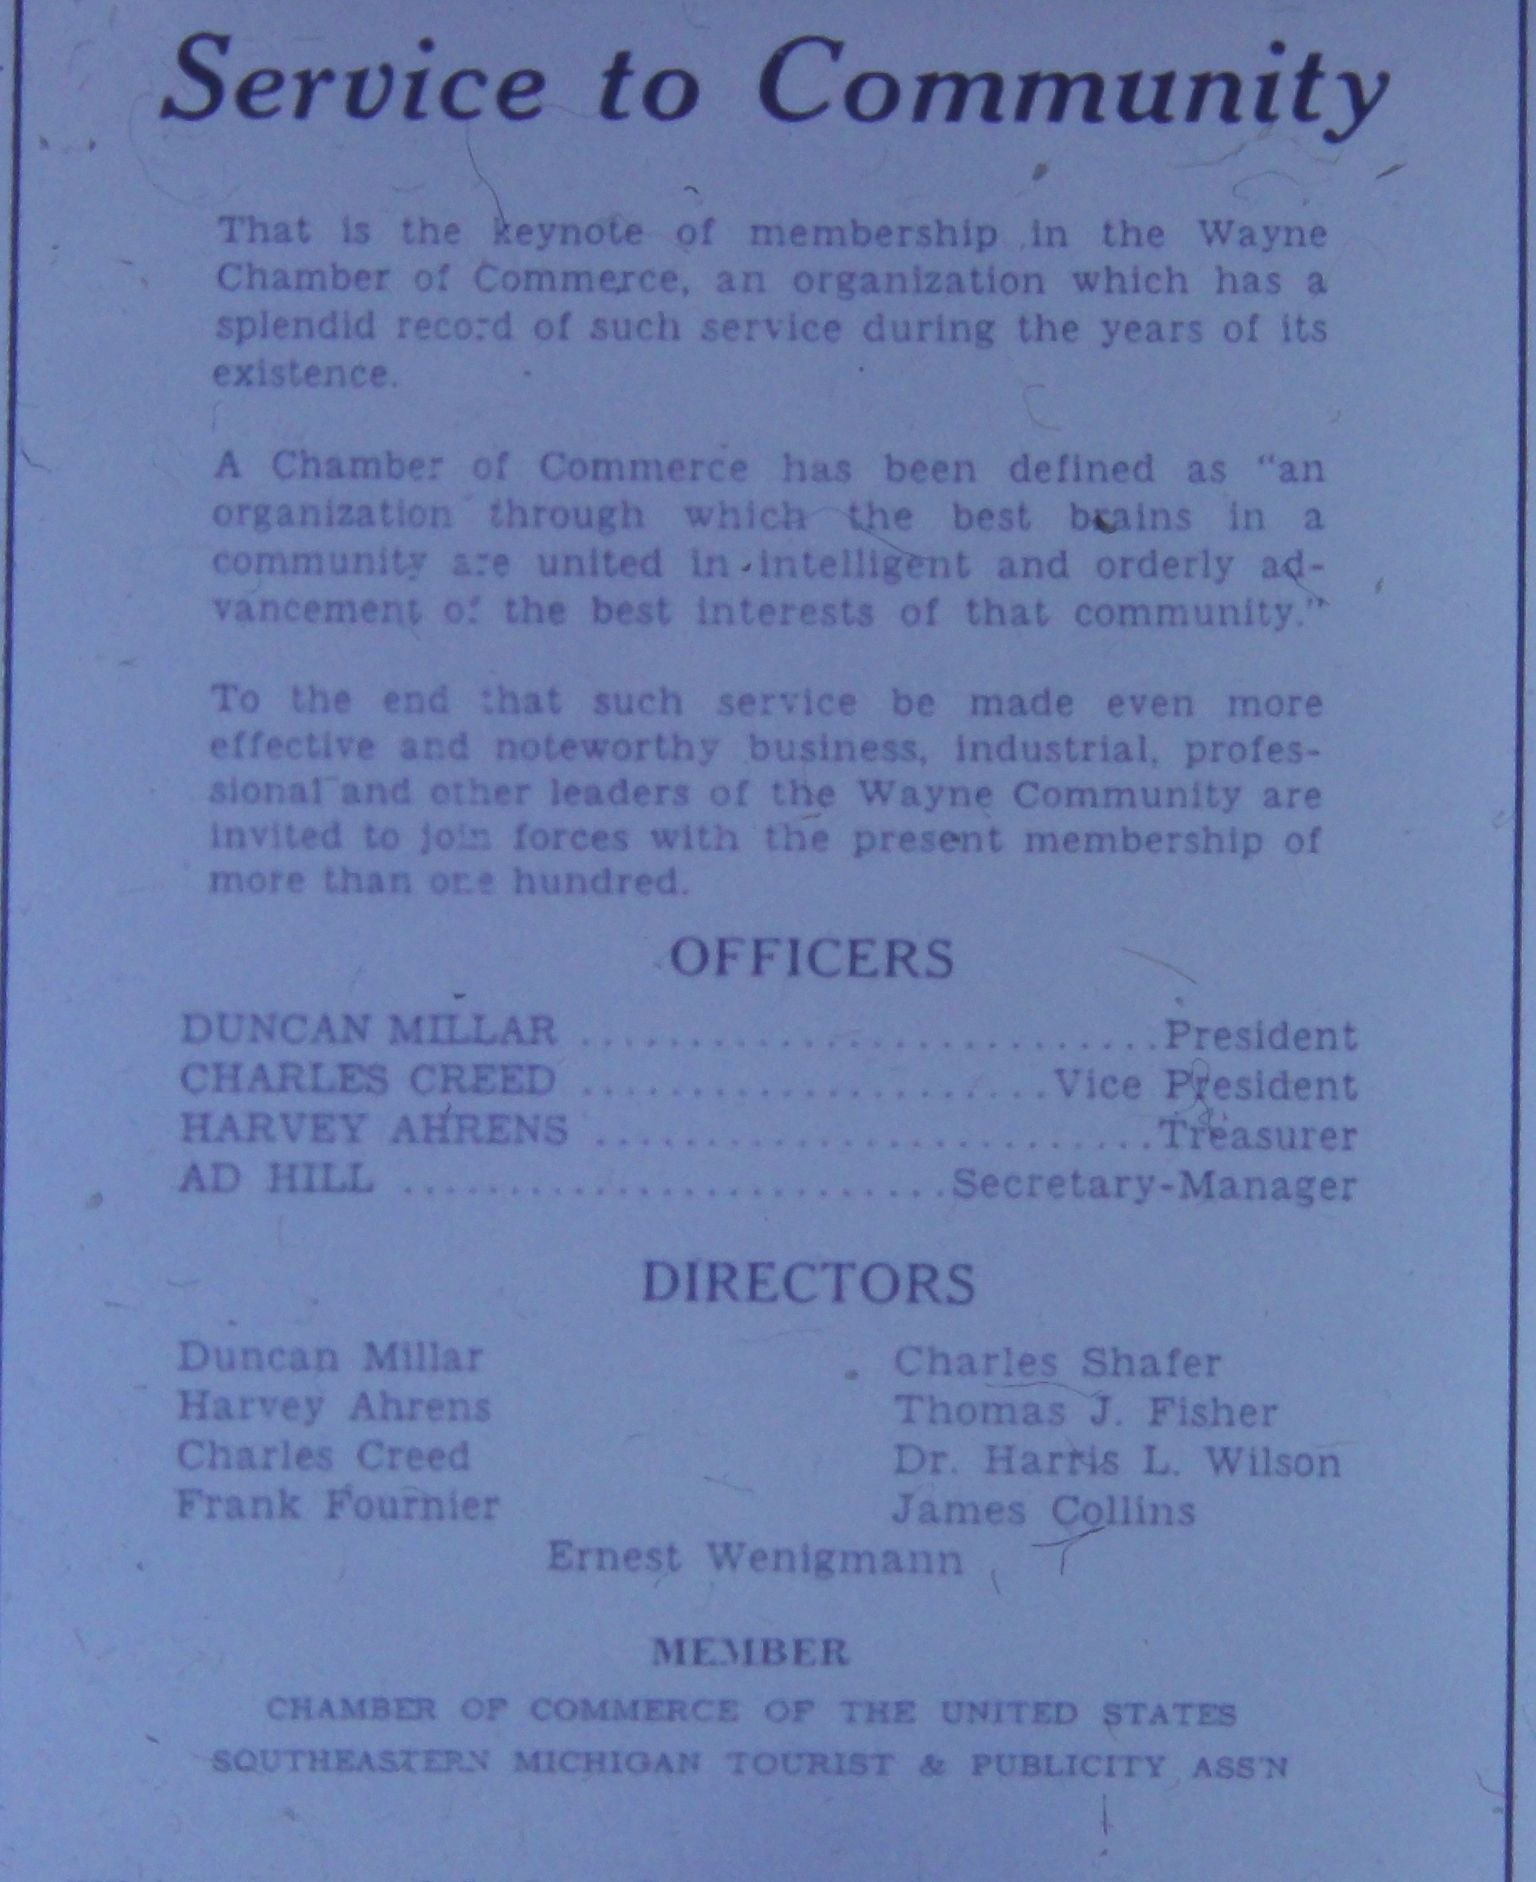 Service to Community
That is the keynote of membership in the Wayne
Chamber of Commerce, an organization which has a
splendid record of such service during the years of its
existence.
A Chamber of Commerce has been defined as "an
organization through which the best brains in a
community are united in intelligent and orderly ad-
vancement of the best interests of that community."
To the end that such service be made even more
effective and noteworthy business, industrial, profes-
sional and other leaders of the Wayne Community are
invited to join forces with the present membership of
more than one hundred.
OFFICERS
DUNCAN MILLAR ............................ President
CHARLES CREED ...................... Vice President
HARVEY AHRENS ........................... Treasurer
AD HILL .......................... Secretary-Manager
DIRECTORS
Duncan Millar Charles Shafer
Harvey Ahrens Thomas J. Fisher
Charles Creed Dr. Harris L. Wilson
Frank Fournier James Collins
Ernest Wenigmann
MEMBER
CHAMBER OF COMMERCE OF THE UNITED STATES
SOUTHEASTERN MICHIGAN TOURIST & PUBLICITY ASS'N